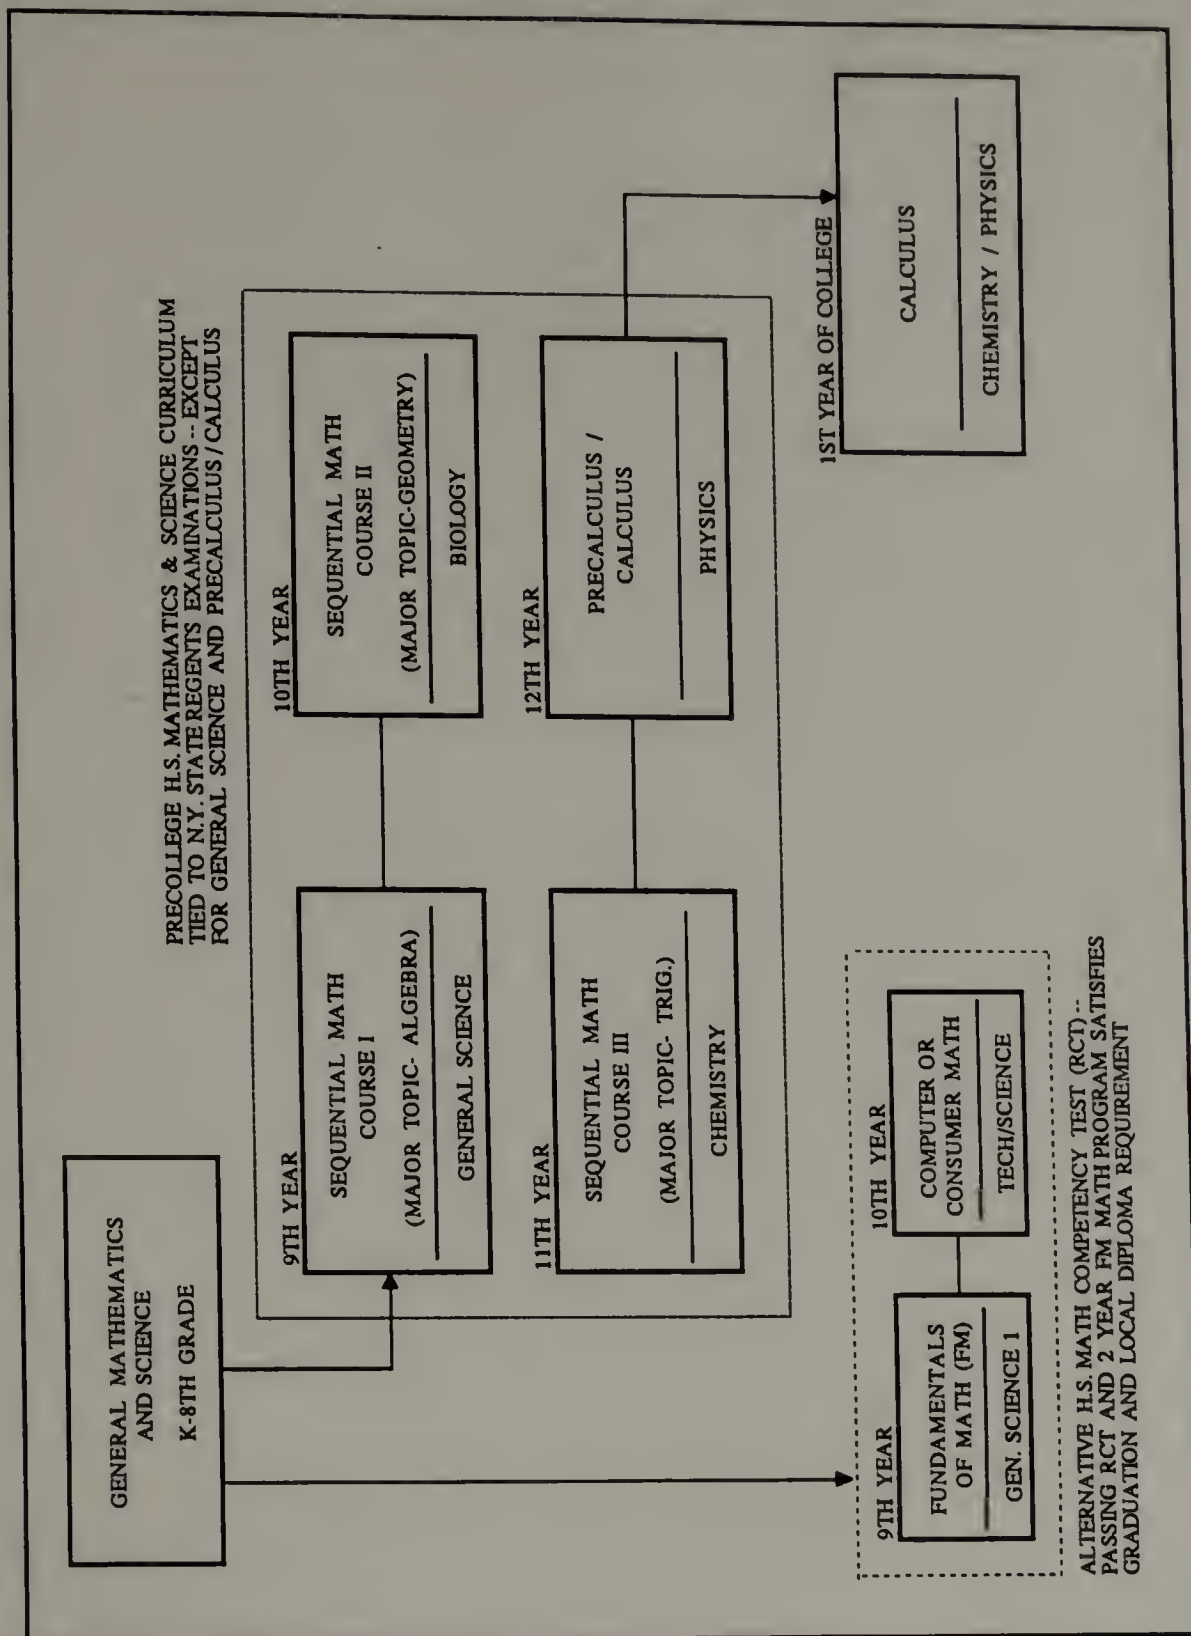 GENERAL MATHEMATICS
AND SCIENCE
K-8TH GRADE
PRECOLLEGE H.S. MATHEMATICS & SCIENCE CURRICULUM
TIED TO N.Y. STATE REGENTS EXAMINATIONS -- EXCEPT
FOR GENERAL SCIENCE AND PRECALCULUS / CALCULUS
9TH YEAR
SEQUENTIAL MATH
COURSE I
(MAJOR TOPIC- ALGEBRA)
GENERAL SCIENCE
10TH YEAR
SEQUENTIAL MATH
COURSE II
(MAJOR TOPIC-GEOMETRY)
BIOLOGY
11TH YEAR
SEQUENTIAL MATH
COURSE III
(MAJOR TOPIC- TRIG.)
CHEMISTRY
12TH YEAR
PRECALCULUS /
CALCULUS
PHYSICS
1ST YEAR OF COLLEGE
CALCULUS
CHEMISTRY / PHYSICS
9TH YEAR
FUNDAMENTALS
OF MATH (FM)
GEN. SCIENCE 1
10TH YEAR
COMPUTER OR
CONSUMER MATH
TECH/SCIENCE
ALTERNATIVE H.S. MATH COMPETENCY TEST (RCT) --
PASSING RCT AND 2 YEAR FM MATH PROGRAM SATISFIES
GRADUATION AND LOCAL DIPLOMA REQUIREMENT